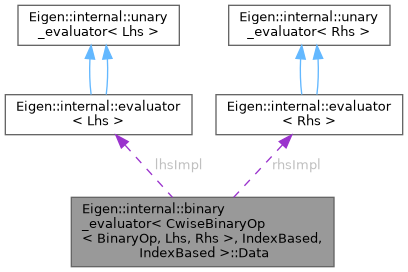 Eigen::internal::unary
_evaluator< Lhs >
Eigen::internal::unary
_evaluator< Rhs >
Eigen::internal::evaluator
< Lhs >
Eigen::internal::evaluator
< Rhs >
lhsImpl
rhsImpl
Eigen::internal::binary
_evaluator< CwiseBinaryOp
< BinaryOp, Lhs, Rhs >, IndexBased,
IndexBased >::Data